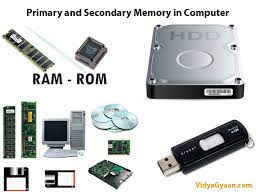 Primary and Secondary Memory in Computer
HDD
RAM - ROM
VidyaGyaan.com